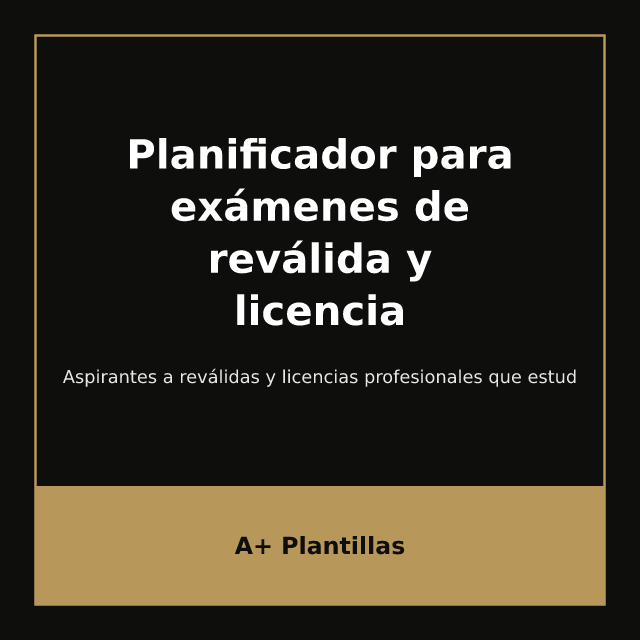 Planificador para
exámenes de
reválida y
licencia
Aspirantes a reválidas y licencias profesionales que estud
A+ Plantillas